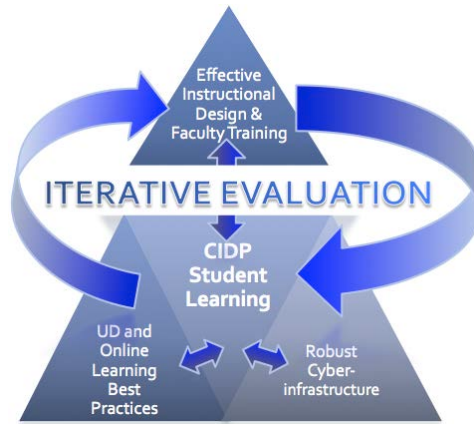 Effective
Instructional
Design &
Faculty Training
ITERATIVE EVALUATION
CIDP
Student
Learning
UD and
Online
Learning
Best
Practices
Robust
Cyber-
infrastructure